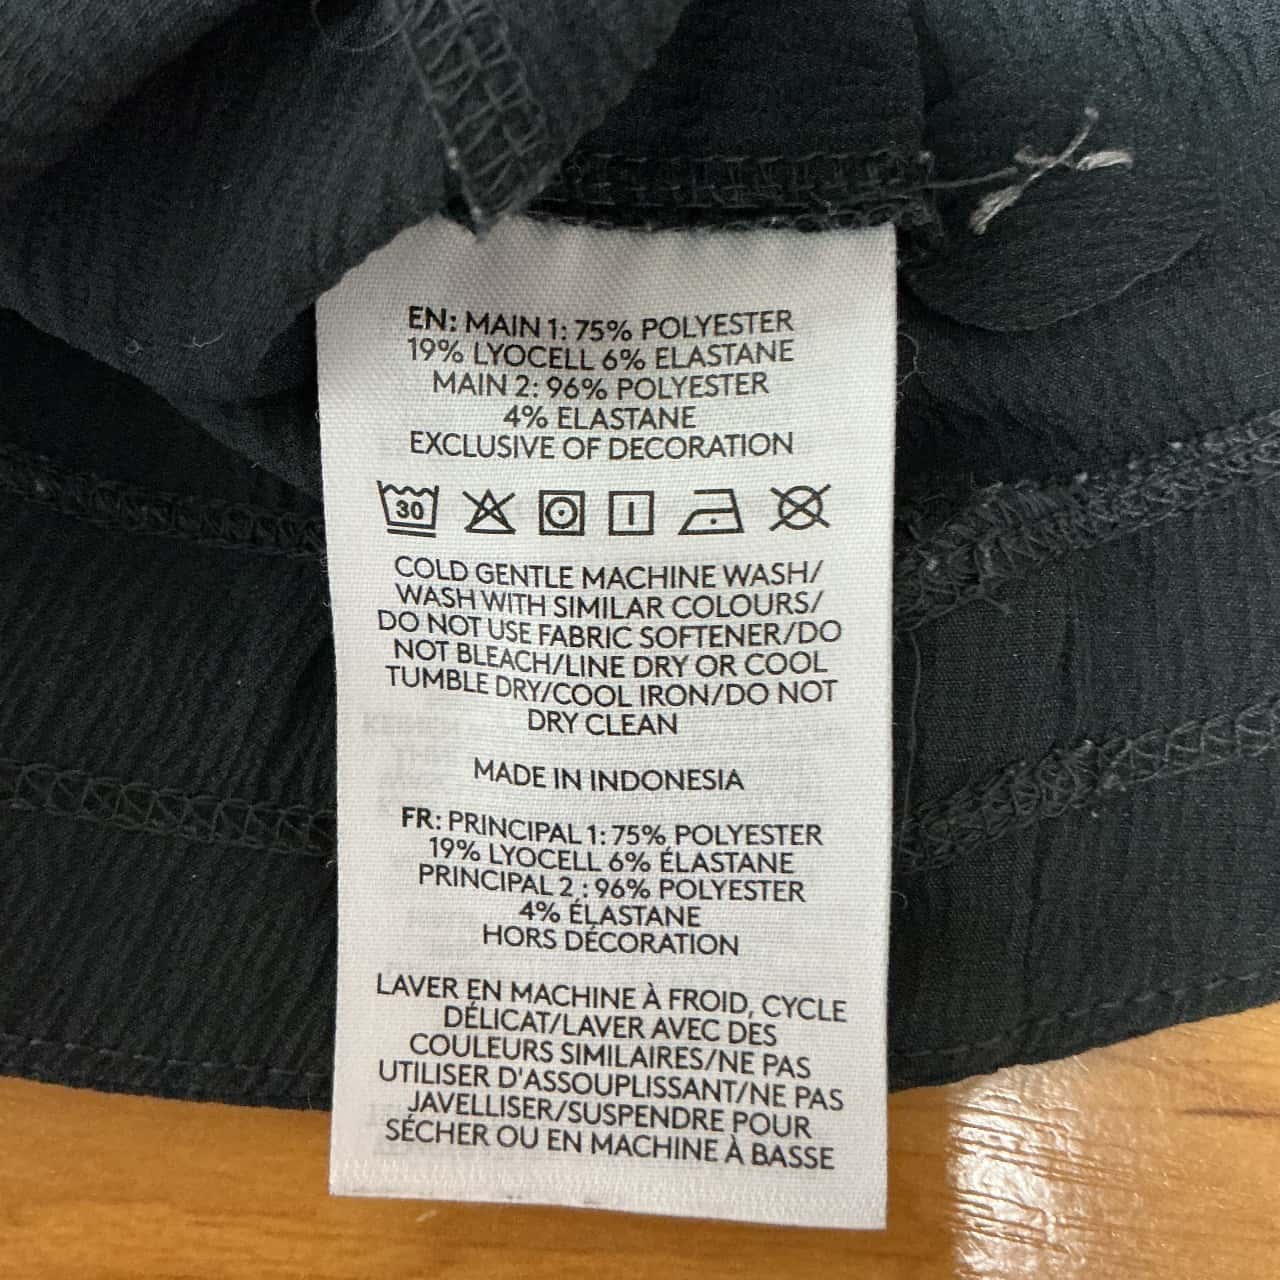 EN: MAIN 1: 75% POLYESTER
19% LYOCELL 6% ELASTANE
MAIN 2: 96% POLYESTER
4% ELASTANE
EXCLUSIVE OF DECORATION
30
COLD GENTLE MACHINE WASH/
WASH WITH SIMILAR COLOURS/
DO NOT USE FABRIC SOFTENER/DO
NOT BLEACH/LINE DRY OR COOL
TUMBLE DRY/COOL IRON/DO NOT
DRY CLEAN
MADE IN INDONESIA
FR: PRINCIPAL 1: 75% POLYESTER
19% LYOCELL 6% ÉLASTANE
PRINCIPAL 2 : 96% POLYESTER
4% ÉLASTANE
HORS DÉCORATION
LAVER EN MACHINE À FROID, CYCLE
DÉLICAT/LAVER AVEC DES
COULEURS SIMILAIRES/NE PAS
UTILISER D'ASSOUPLISSANT/NE PAS
JAVELLISER/SUSPENDRE POUR
SÉCHER OU EN MACHINE À BASSE